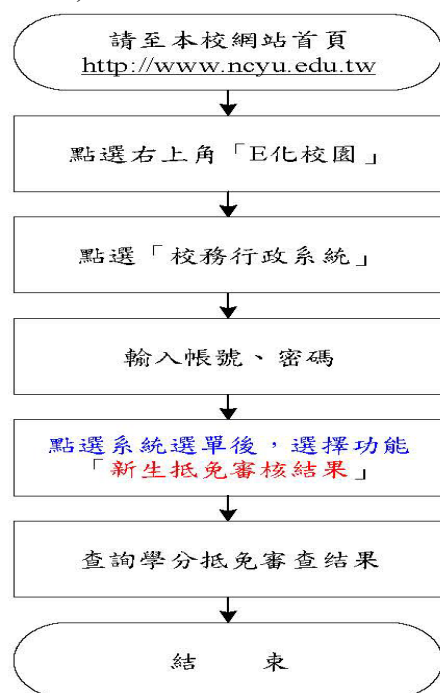 請至本校網站首頁
http://www.ncyu.edu.tw
點選右上角「E化校園」
點選「校務行政系統」
輸入帳號、密碼
點選系統選單後，選擇功能
「新生抵免審核結果」
查詢學分抵免審查结果
結 束